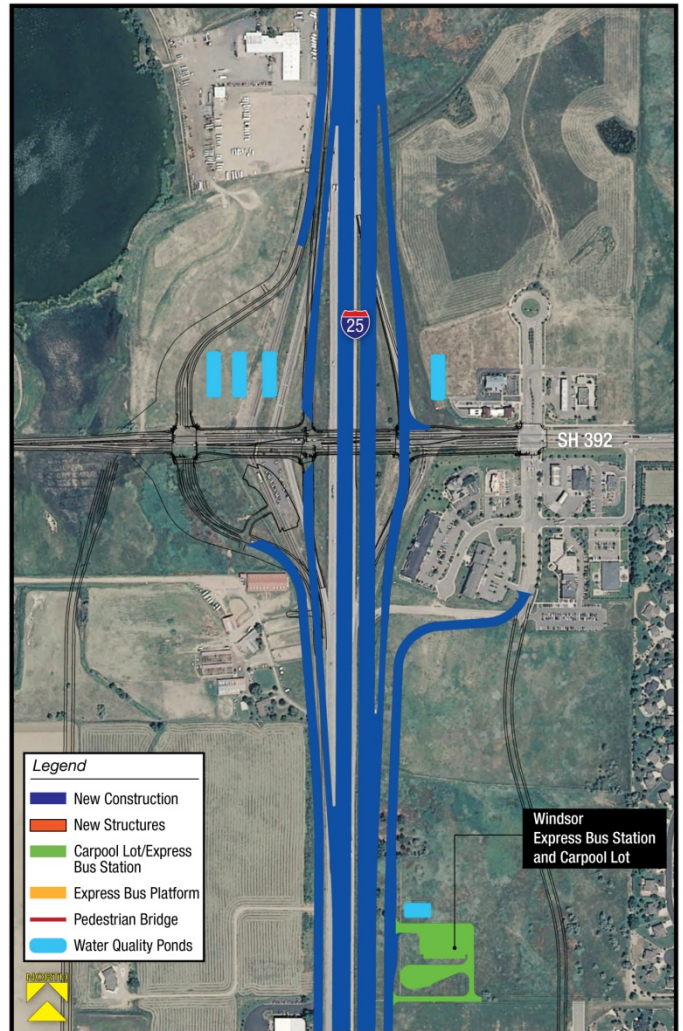 25
SH 392
Legend
New Construction
New Structures
Carpool Lot/Express
Bus Station
Express Bus Platform
Pedestrian Bridge
Water Quality Ponds
Windsor
Express Bus Station
and Carpool Lot
NORTH